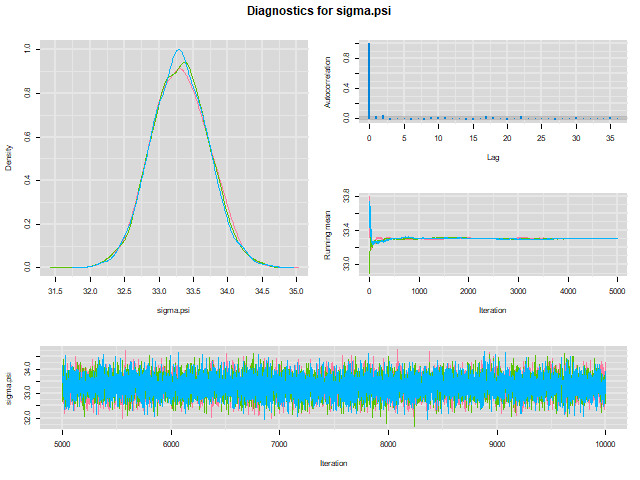 Diagnostics for sigma.psi
Density
0.0 0.2 0.4 0.6 0.8 1.0
31.5 32.0 32.5 33.0 33.5 34.0 34.5 35.0
sigma.psi
Autocorrelation
0.0 0.4 0.8
0 5 10 15 20 25 30 35
Lag
Running mean
33.0 33.4 33.8
0 1000 2000 3000 4000 5000
Iteration
sigma.psi
32.0 33.0 34.0
5000 6000 7000 8000 9000 10000
Iteration